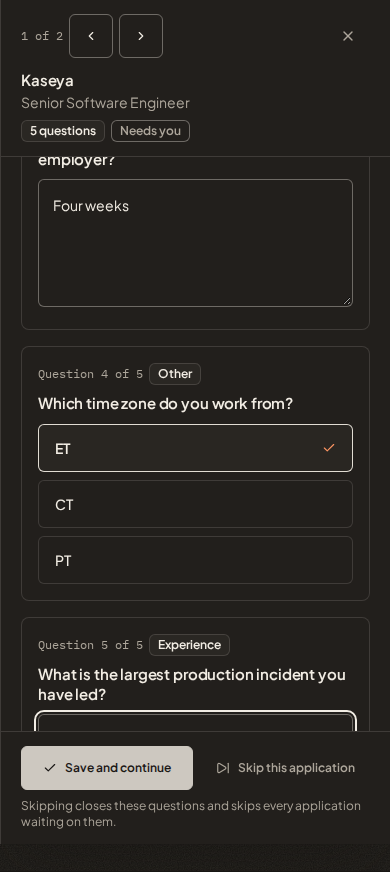 1 of 2
Kaseya
Senior Software Engineer
5 questions Needs you
employer?
Four weeks
Question 4 of 5 Other
Which time zone do you work from?
ET
CT
PT
Question 5 of 5 Experience
What is the largest production incident you
have led?
Save and continue Skip this application
Skipping closes these questions and skips every application
waiting on them.